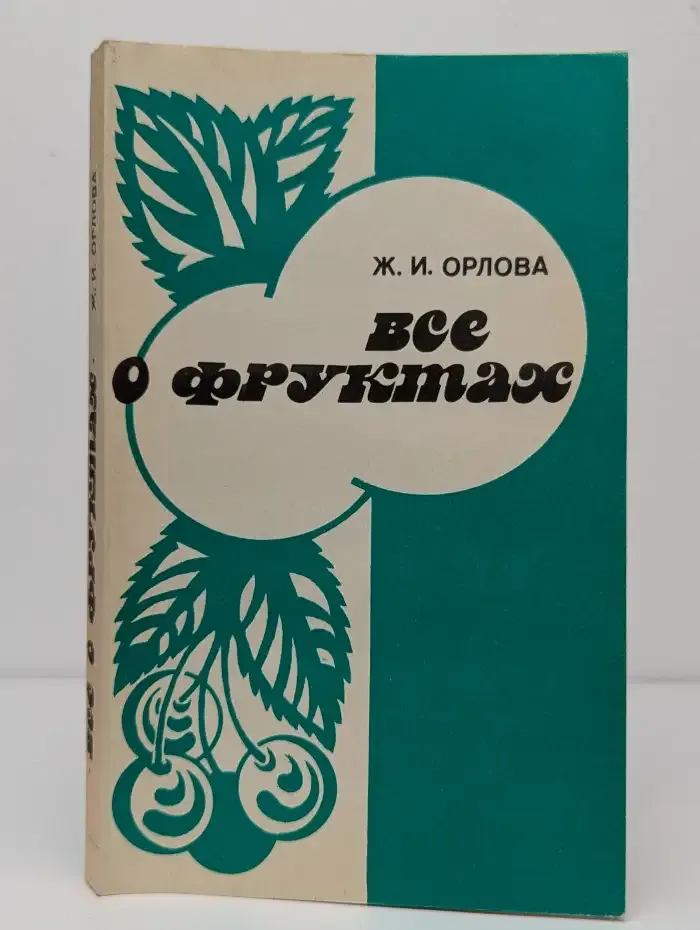 Ж. И. ОРЛОВА
все
о фруктах
Ж. И. ОРЛОВА · все о фруктах